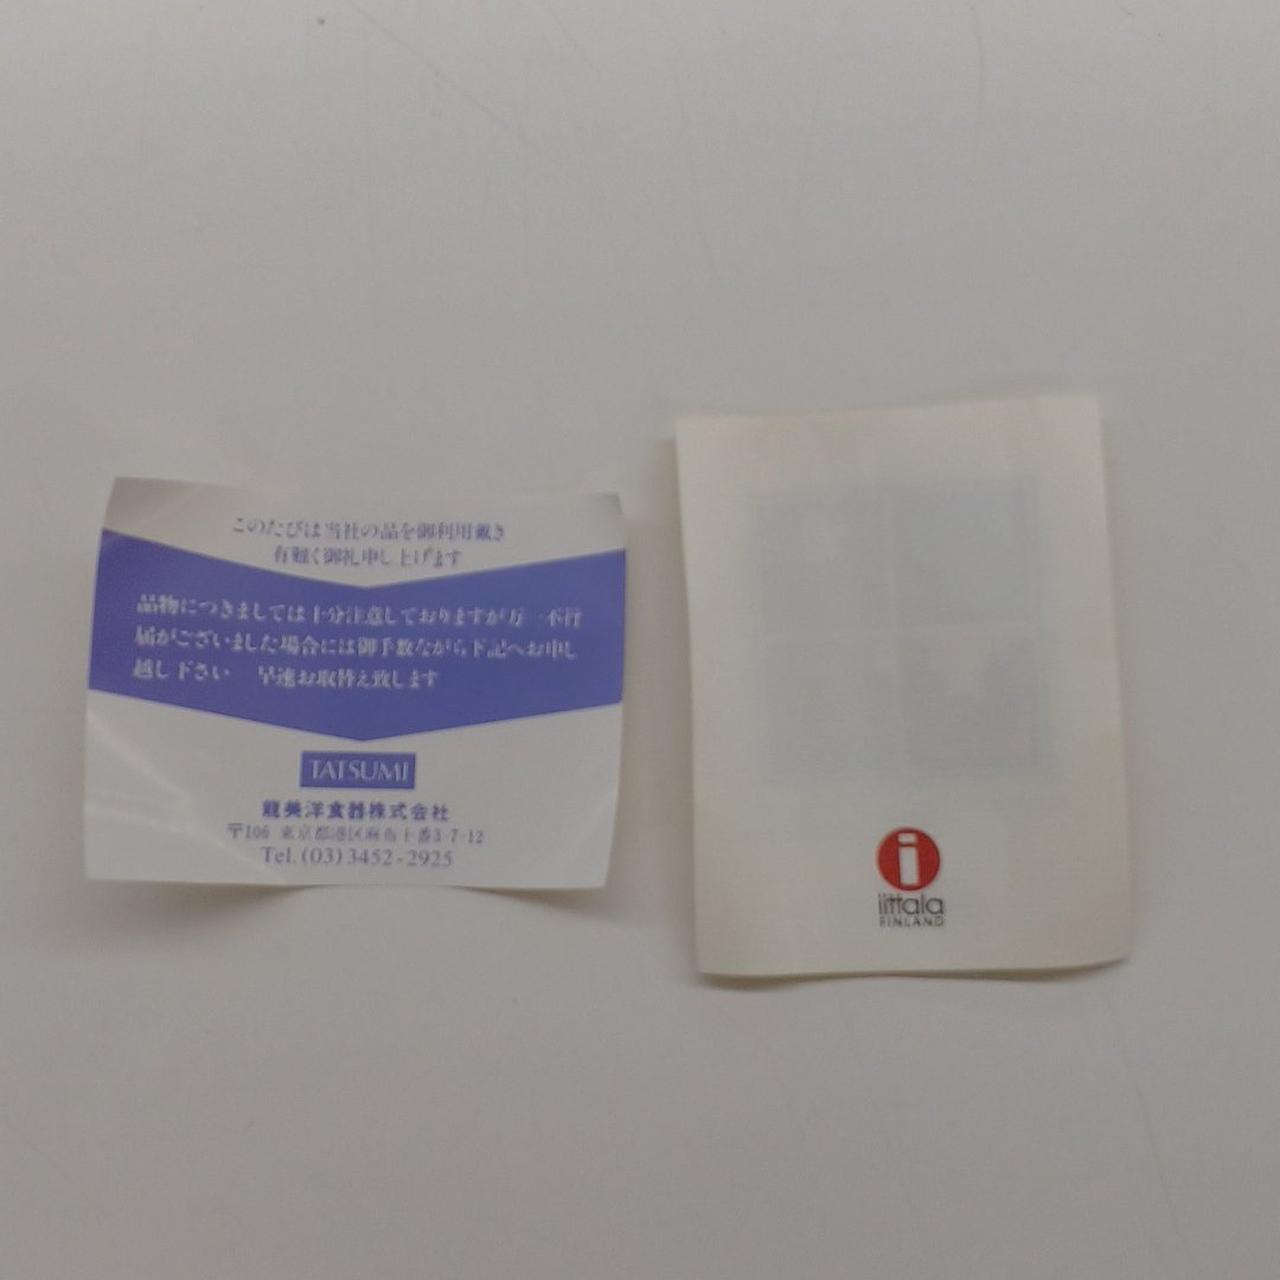 このたびは当社の品を御利用戴き
有難く御礼申し上げます
品物につきましては十分注意しておりますが万一不行
届がございました場合には御手数ながら下記へお申し
越し下さい 早速お取替え致します
TATSUMI
龍美洋食器株式会社
〒106 東京都港区麻布十番3-7-12
Tel. (03) 3452-2925
i
iittala
FINLAND